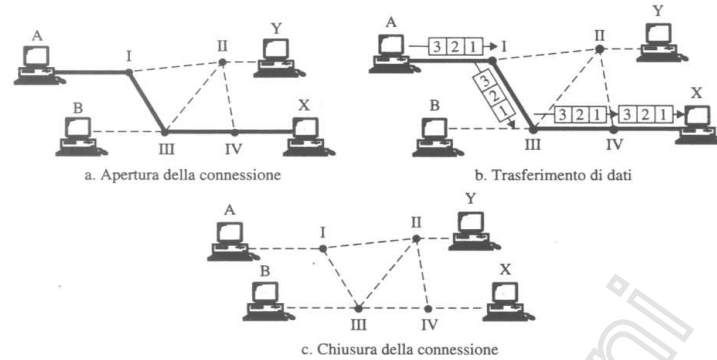 A
I
II
Y
B
III
IV
X
a. Apertura della connessione
A
3 2 1
I
II
Y
3 2 1
B
3 2 1
3 2 1
X
III
IV
b. Trasferimento di dati
A
I
II
Y
B
III
IV
X
c. Chiusura della connessione